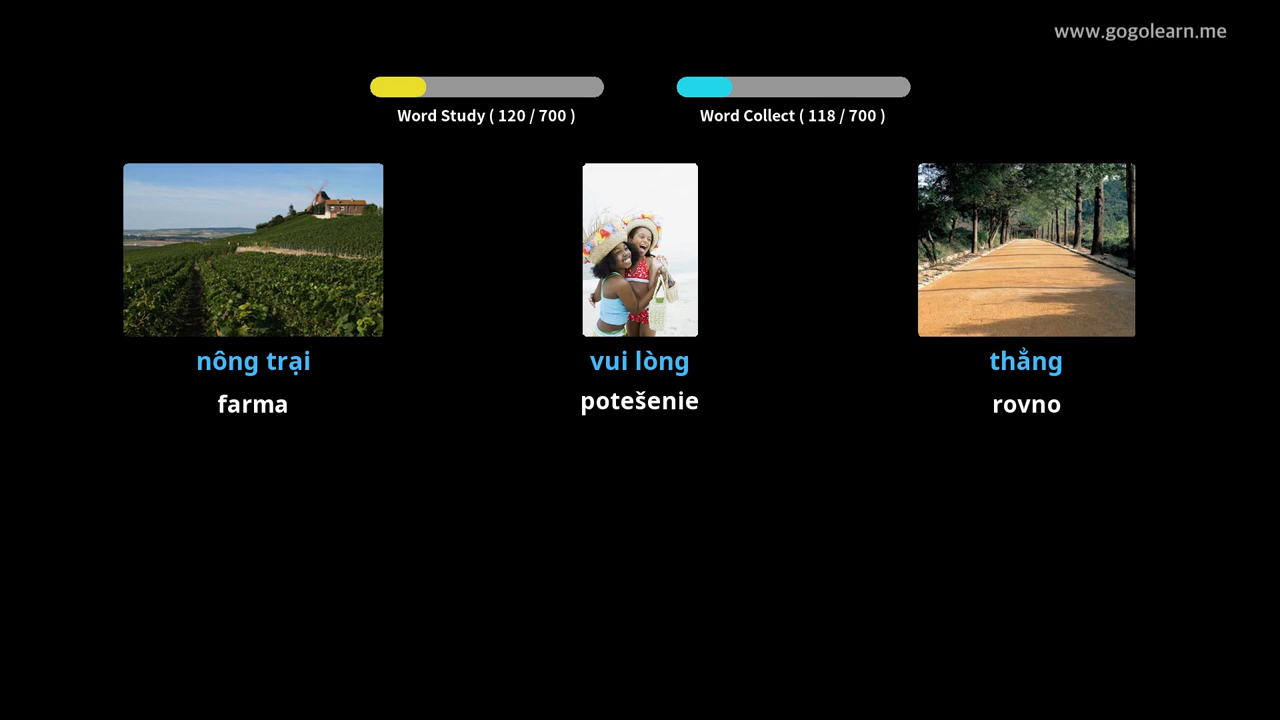 www.gogolearn.me
Word Study ( 120 / 700 )
Word Collect ( 118 / 700 )
nông trại
farma
vui lòng
potešenie
thẳng
rovno